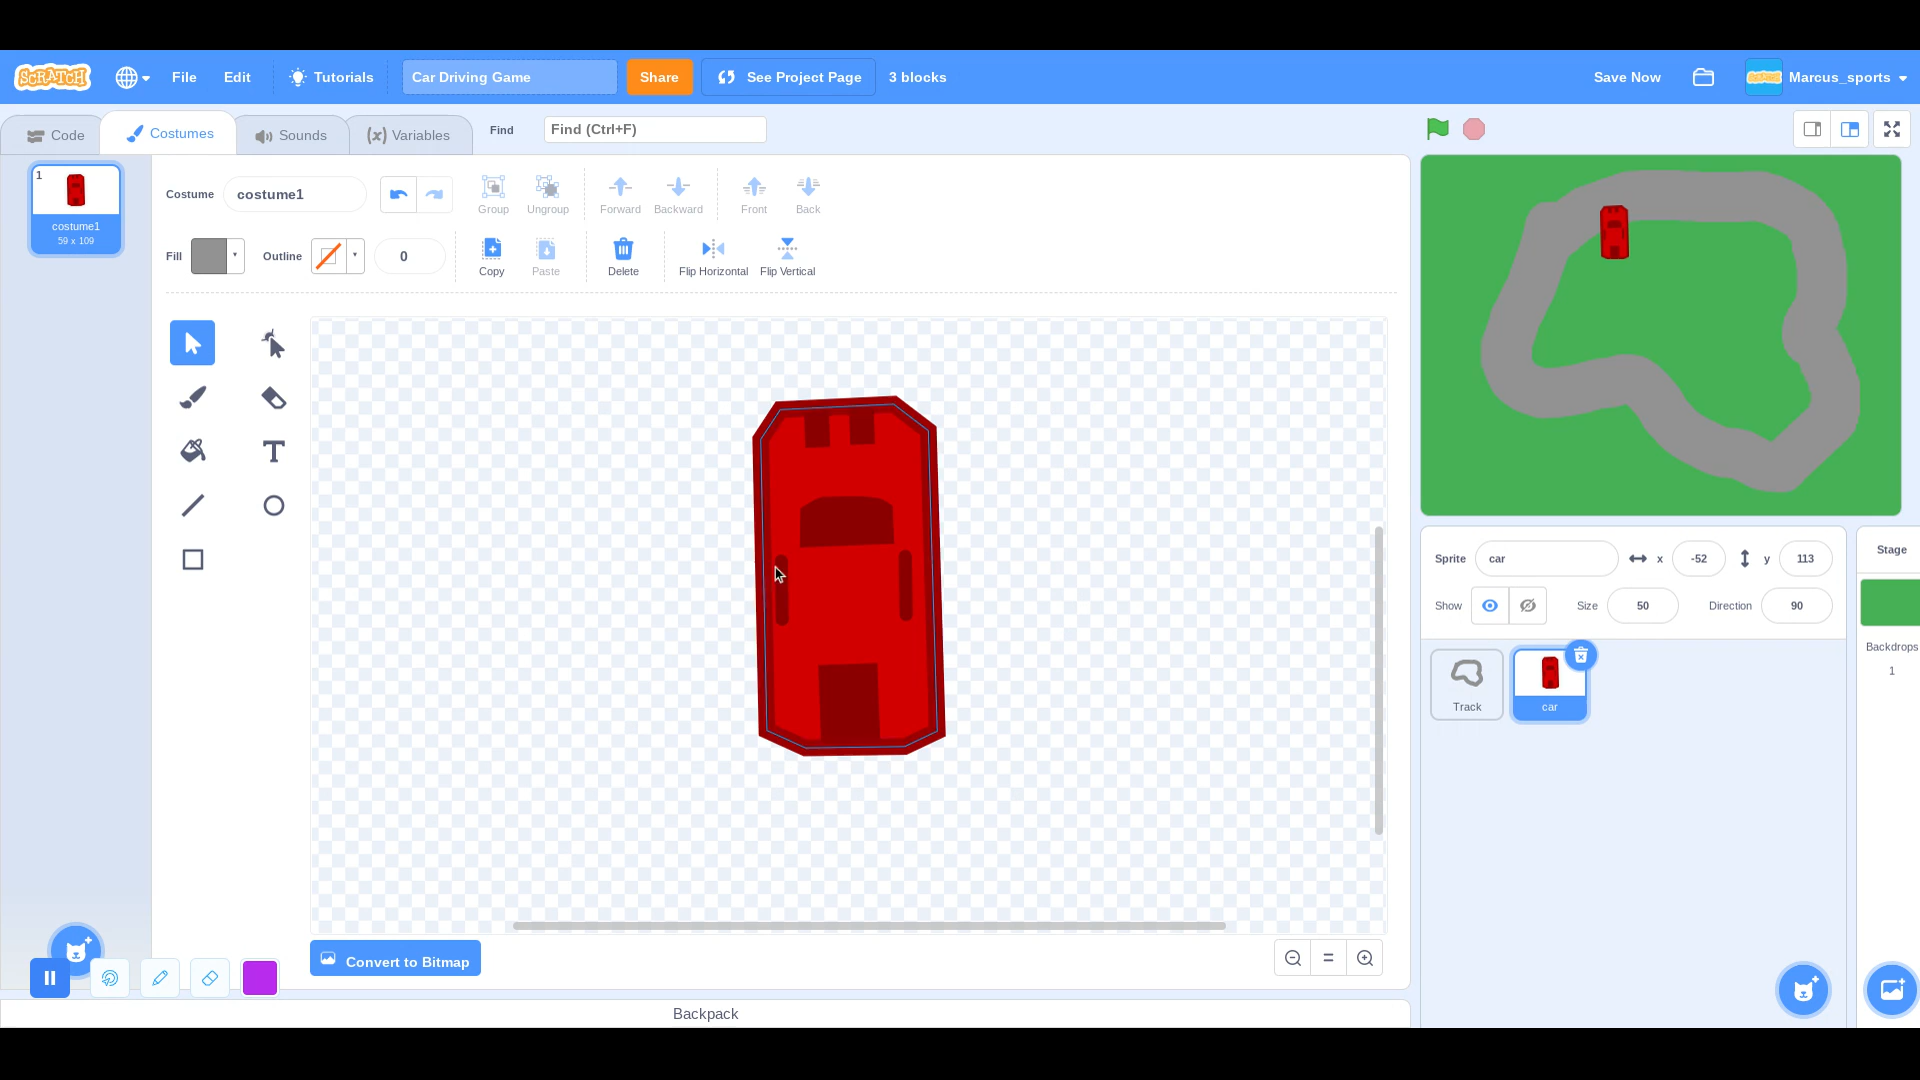 SCRATCH File Edit Tutorials Car Driving Game Share See Project Page 3 blocks Save Now Marcus_sports
Code Costumes Sounds (x) Variables Find Find (Ctrl+F)
1
costume1
59 x 109
Costume costume1 Group Ungroup Forward Backward Front Back
Fill Outline 0 Copy Paste Delete Flip Horizontal Flip Vertical
T
Convert to Bitmap
=
Backpack
Sprite car x -52 y 113
Show Size 50 Direction 90
Track car
Stage
Backdrops
1